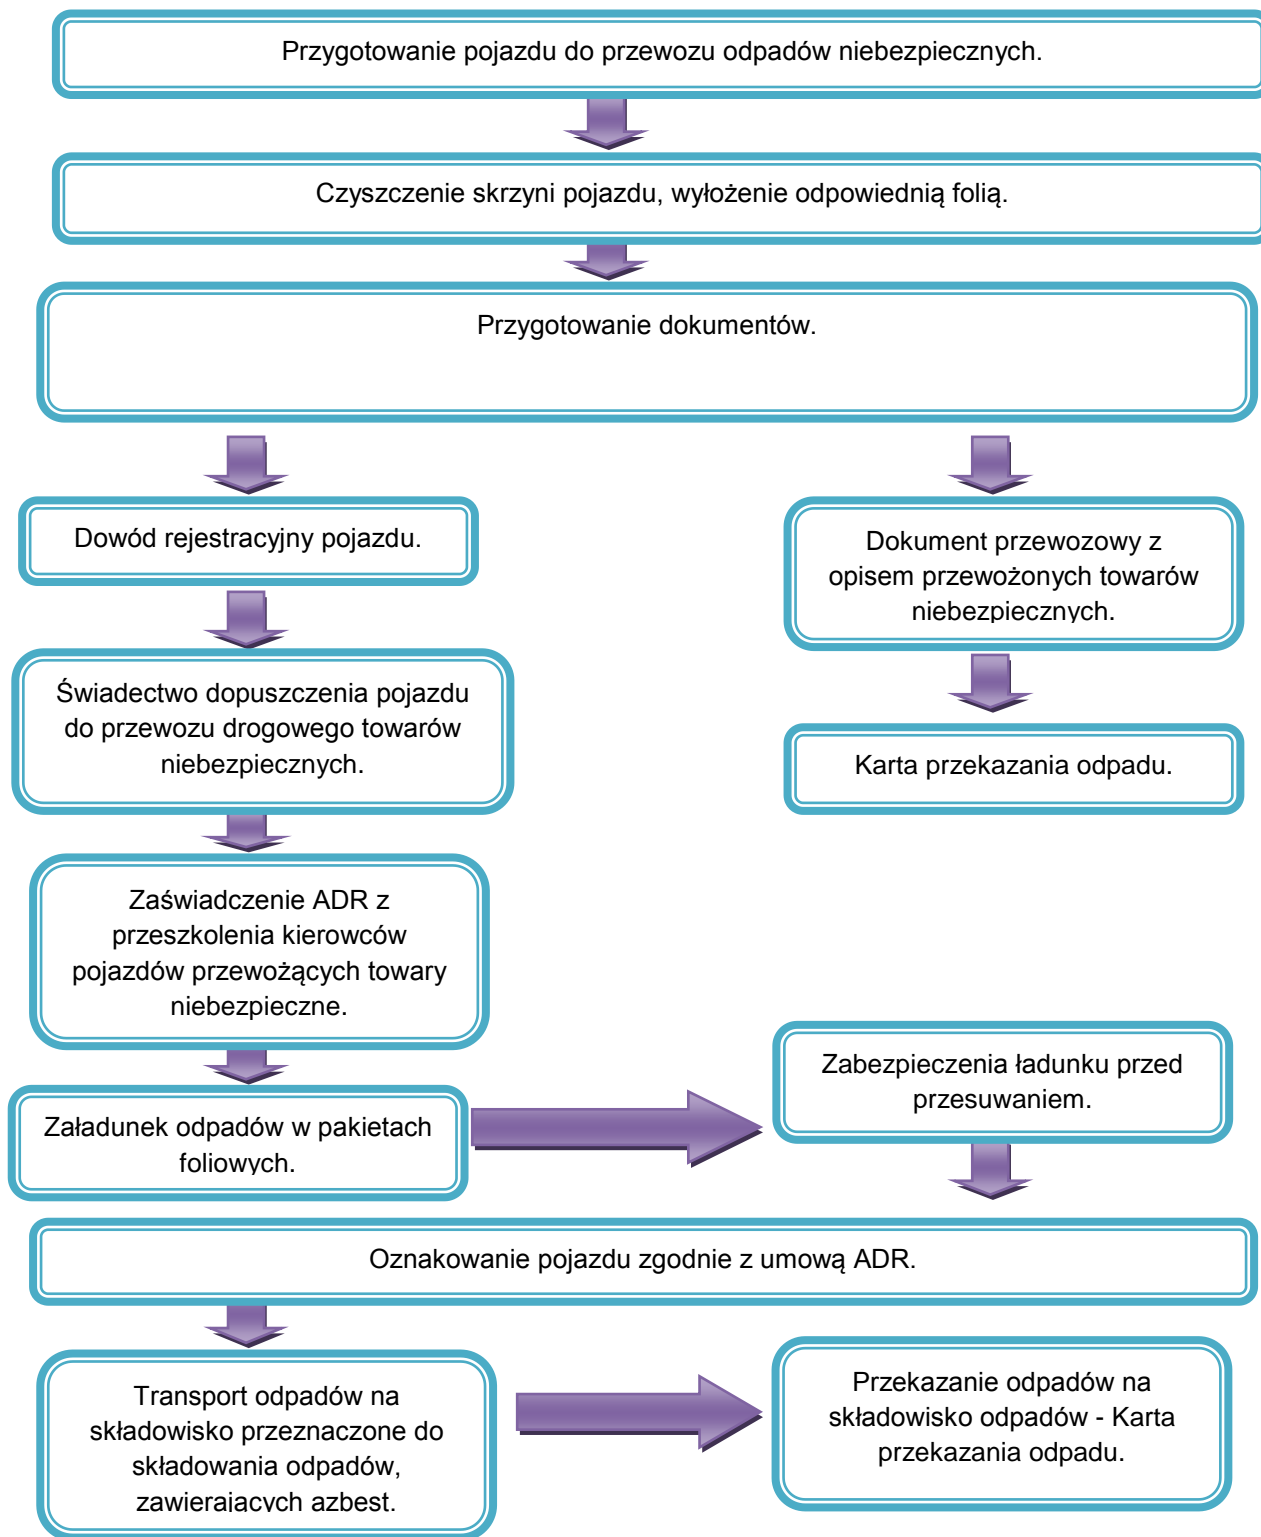 Przygotowanie pojazdu do przewozu odpadów niebezpiecznych.
Czyszczenie skrzyni pojazdu, wyłożenie odpowiednią folią.
Przygotowanie dokumentów.
Dowód rejestracyjny pojazdu.
Świadectwo dopuszczenia pojazdu
do przewozu drogowego towarów
niebezpiecznych.
Zaświadczenie ADR z
przeszkolenia kierowców
pojazdów przewożących towary
niebezpieczne.
Dokument przewozowy z
opisem przewożonych towarów
niebezpiecznych.
Karta przekazania odpadu.
Załadunek odpadów w pakietach
foliowych.
Zabezpieczenia ładunku przed
przesuwaniem.
Oznakowanie pojazdu zgodnie z umową ADR.
Transport odpadów na
składowisko przeznaczone do
składowania odpadów,
zawierających azbest.
Przekazanie odpadów na
składowisko odpadów - Karta
przekazania odpadu.